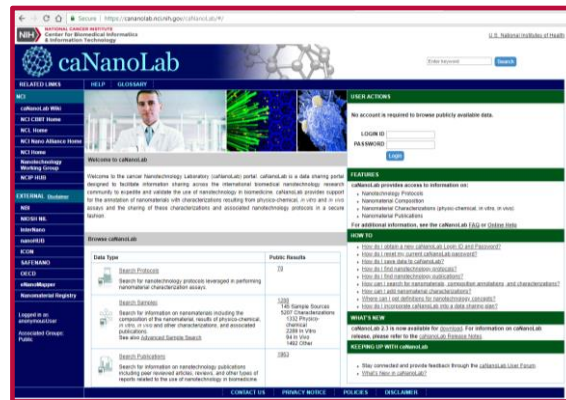 Secure | https://cananolab.nci.nih.gov/caNanoLab/#/
NIH
NATIONAL CANCER INSTITUTE
Center for Biomedical Informatics
& Information Technology
U.S. National Institutes of Health
caNanoLab
Enter Keyword
Search
RELATED LINKS
HELP
GLOSSARY
NCI
caNanoLab Wiki
NCI CBIIT Home
NCL Home
NCI Nano Alliance Home
NCI Home
Nanotechnology
Working Group
NCIP HUB
EXTERNAL Disclaimer
NBI
NIOSH NIL
InterNano
nanoHUB
ICON
SAFENANO
OECD
eNanoMapper
Nanomaterial Registry
Logged in as:
anonymousUser
Associated Groups:
Public
Welcome to caNanoLab
Welcome to the cancer Nanotechnology Laboratory (caNanoLab) portal. caNanoLab is a data sharing portal
designed to facilitate information sharing across the international biomedical nanotechnology research
community to expedite and validate the use of nanotechnology in biomedicine. caNanoLab provides support
for the annotation of nanomaterials with characterizations resulting from physico-chemical, in vitro and in vivo
assays and the sharing of these characterizations and associated nanotechnology protocols in a secure
fashion.
Browse caNanoLab
Data Type
Public Results
Search Protocols
Search for nanotechnology protocols leveraged in performing
nanomaterial characterization assays.
Search Samples
Search for information on nanomaterials including the
composition of the nanomaterial, results of physico-chemical,
in vitro, in vivo and other characterizations, and associated
publications.
See also Advanced Sample Search
146 Sample Sources
Physico-
chemical
In Vitro
In Vivo
Search Publications
Search for information on nanotechnology publications
including peer reviewed articles, reviews, and other types of
reports related to the use of nanotechnology in biomedicine
USER ACTIONS
No account is required to browse publicly available data.
LOGIN ID
PASSWORD
Login
FEATURES
caNanoLab provides access to information on:
Nanotechnology Protocols
Nanomaterial Composition
Nanomaterial Characterizations (physico-chemical, in vitro, in vivo)
Nanomaterial Publications
For additional information, see the caNanoLab FAQ or Online Help
HOW TO
How do I obtain a new caNanoLab Login ID and Password?
How do I reset my current caNanoLab password?
How do I save data to caNanoLab?
How do I find nanotechnology protocols?
How do I find nanotechnology publications?
How can I search for nanomaterials, composition annotations, and characterizations?
How can I add nanomaterial characterizations?
Where can I get definitions for nanotechnology concepts?
How do I incorporate caNanoLab into a data sharing plan?
WHAT'S NEW
caNanoLab 2.3 is now available for download. For information on caNanoLab
release, please refer to the caNanoLab Release Notes.
KEEPING UP WITH caNanoLab
Stay connected and provide feedback through the caNanoLab User Forum
What's New in caNanoLab?
CONTACT US
PRIVACY NOTICE
POLICIES
DISCLAIMER